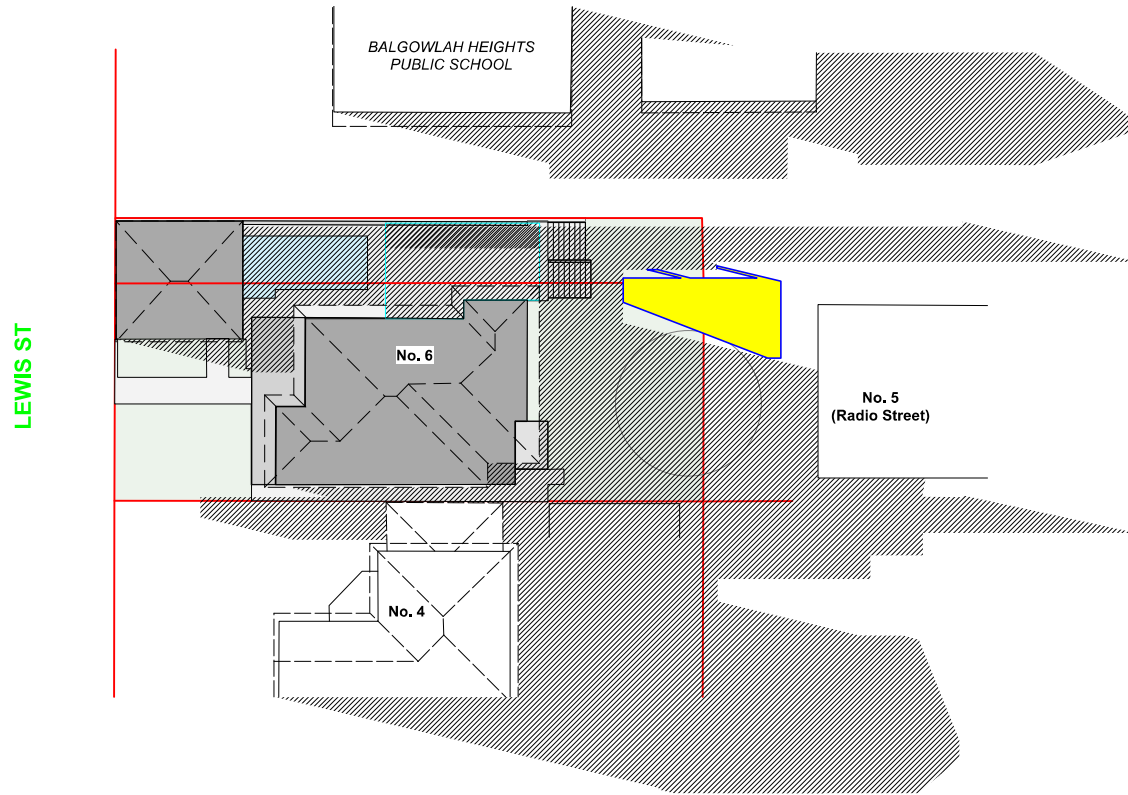 BALGOWLAH HEIGHTS
PUBLIC SCHOOL
LEWIS ST
No. 6
No. 5
(Radio Street)
No. 4